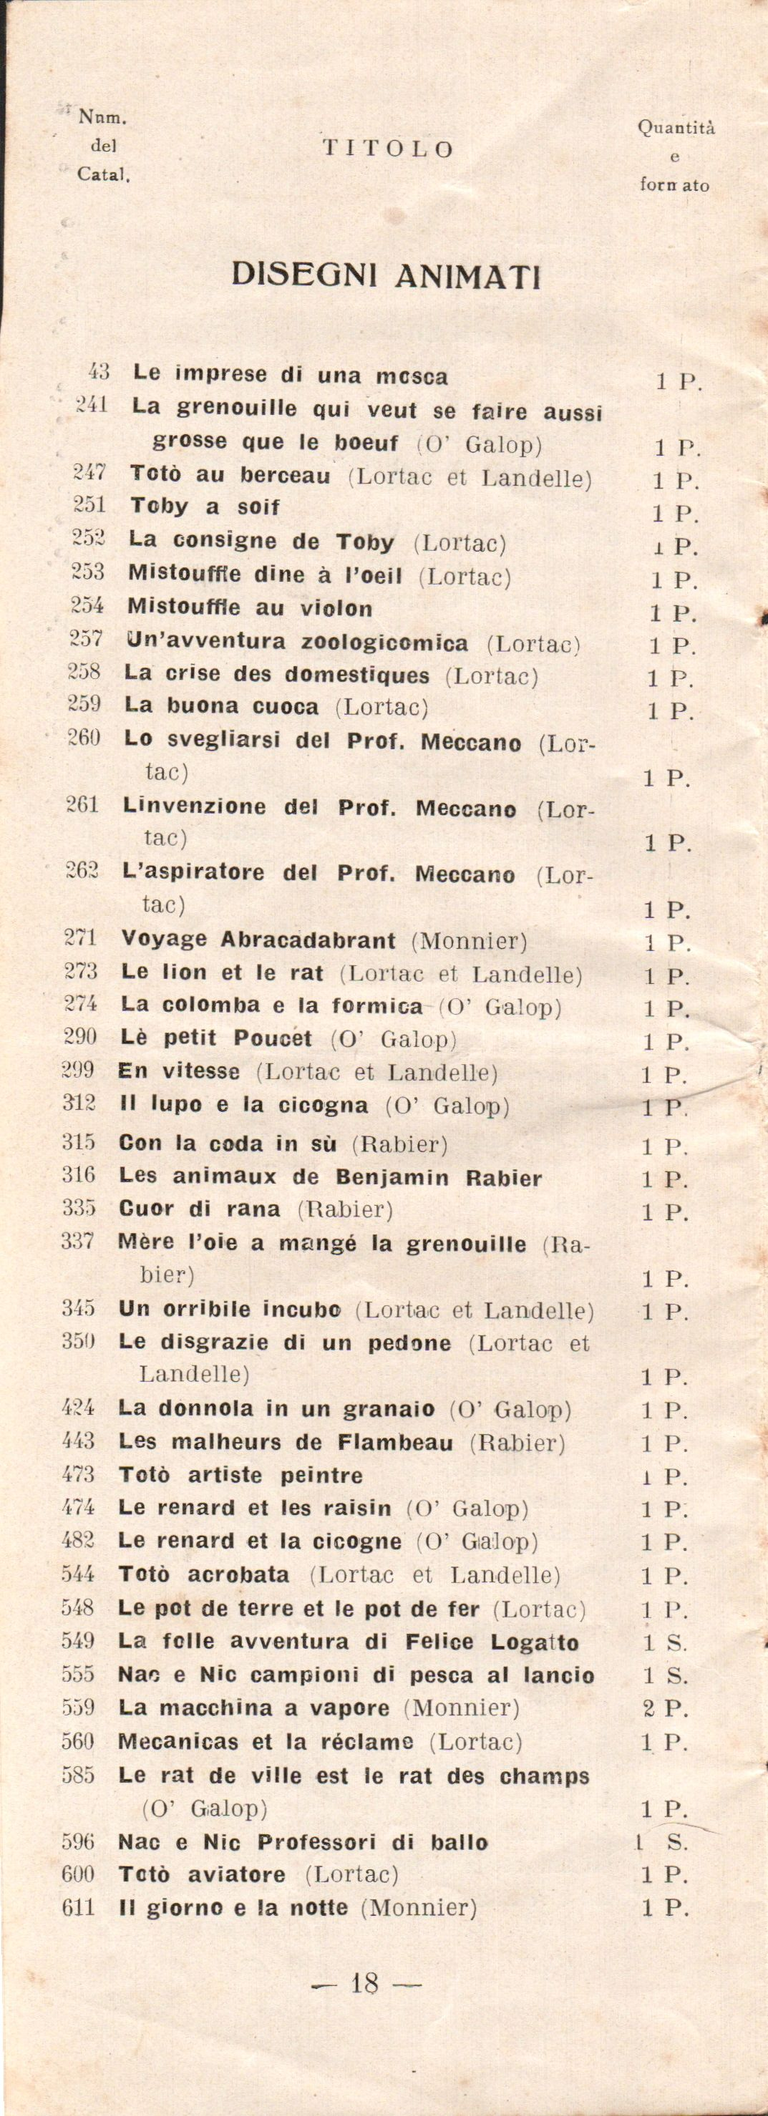 Num.
del
Catal.
TITOLO
Quantità
e
formato
DISEGNI ANIMATI
43 Le imprese di una mosca 1 P.
241 La grenouille qui veut se faire aussi
grosse que le boeuf (O' Galop) 1 P.
247 Totò au berceau (Lortac et Landelle) 1 P.
251 Toby a soif 1 P.
252 La consigne de Toby (Lortac) 1 P.
253 Mistouffle dine à l'oeil (Lortac) 1 P.
254 Mistouffle au violon 1 P.
257 Un'avventura zoologicomica (Lortac) 1 P.
258 La crise des domestiques (Lortac) 1 P.
259 La buona cuoca (Lortac) 1 P.
260 Lo svegliarsi del Prof. Meccano (Lor-
tac) 1 P.
261 Linvenzione del Prof. Meccano (Lor-
tac) 1 P.
262 L'aspiratore del Prof. Meccano (Lor-
tac) 1 P.
271 Voyage Abracadabrant (Monnier) 1 P.
273 Le lion et le rat (Lortac et Landelle) 1 P.
274 La colomba e la formica (O' Galop) 1 P.
290 Lè petit Poucet (O' Galop) 1 P.
299 En vitesse (Lortac et Landelle) 1 P.
312 Il lupo e la cicogna (O' Galop) 1 P.
315 Con la coda in sù (Rabier) 1 P.
316 Les animaux de Benjamin Rabier 1 P.
335 Cuor di rana (Rabier) 1 P.
337 Mère l'oie a mangé la grenouille (Ra-
bier) 1 P.
345 Un orribile incubo (Lortac et Landelle) 1 P.
350 Le disgrazie di un pedone (Lortac et
Landelle) 1 P.
424 La donnola in un granaio (O' Galop) 1 P.
443 Les malheurs de Flambeau (Rabier) 1 P.
473 Totò artiste peintre 1 P.
474 Le renard et les raisin (O' Galop) 1 P.
482 Le renard et la cicogne (O' Galop) 1 P.
544 Totò acrobata (Lortac et Landelle) 1 P.
548 Le pot de terre et le pot de fer (Lortac) 1 P.
549 La folle avventura di Felice Logatto 1 S.
555 Nac e Nic campioni di pesca al lancio 1 S.
559 La macchina a vapore (Monnier) 2 P.
560 Mecanicas et la réclame (Lortac) 1 P.
585 Le rat de ville est le rat des champs
(O' Galop) 1 P.
596 Nac e Nic Professori di ballo 1 S.
600 Totò aviatore (Lortac) 1 P.
611 Il giorno e la notte (Monnier) 1 P.
— 18 —